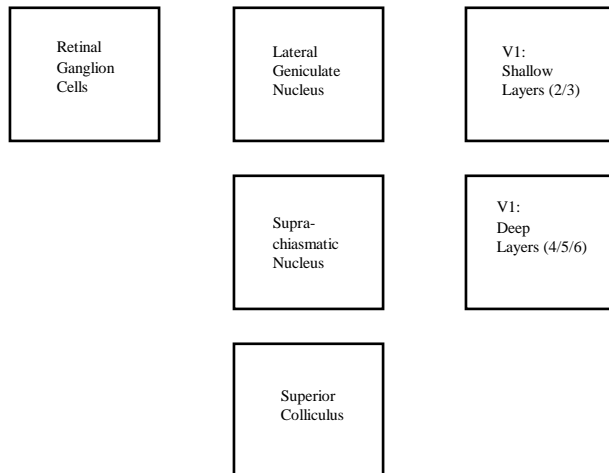 Retinal
Ganglion
Cells
Lateral
Geniculate
Nucleus
V1:
Shallow
Layers (2/3)
Supra-
chiasmatic
Nucleus
V1:
Deep
Layers (4/5/6)
Superior
Colliculus